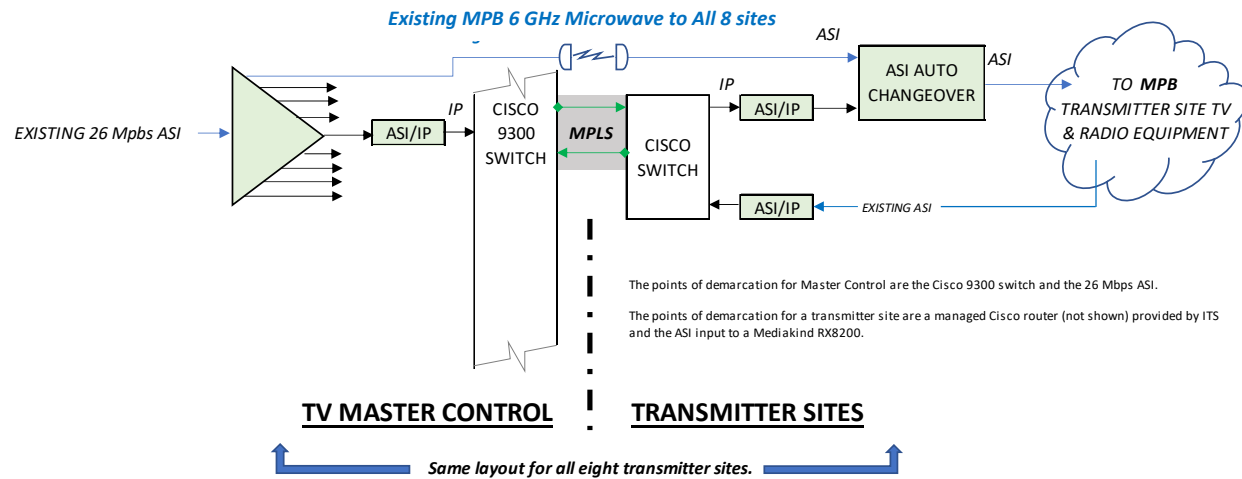 Existing MPB 6 GHz Microwave to All 8 sites
ASI
ASI
ASI AUTO
CHANGEOVER
IP
IP
CISCO
9300
SWITCH
MPLS
CISCO
SWITCH
ASI/IP
ASI/IP
EXISTING 26 Mpbs ASI
TO MPB
TRANSMITTER SITE TV
& RADIO EQUIPMENT
ASI/IP
EXISTING ASI
The points of demarcation for Master Control are the Cisco 9300 switch and the 26 Mbps ASI.
The points of demarcation for a transmitter site are a managed Cisco router (not shown) provided by ITS
and the ASI input to a Mediakind RX8200.
TV MASTER CONTROL
TRANSMITTER SITES
Same layout for all eight transmitter sites.